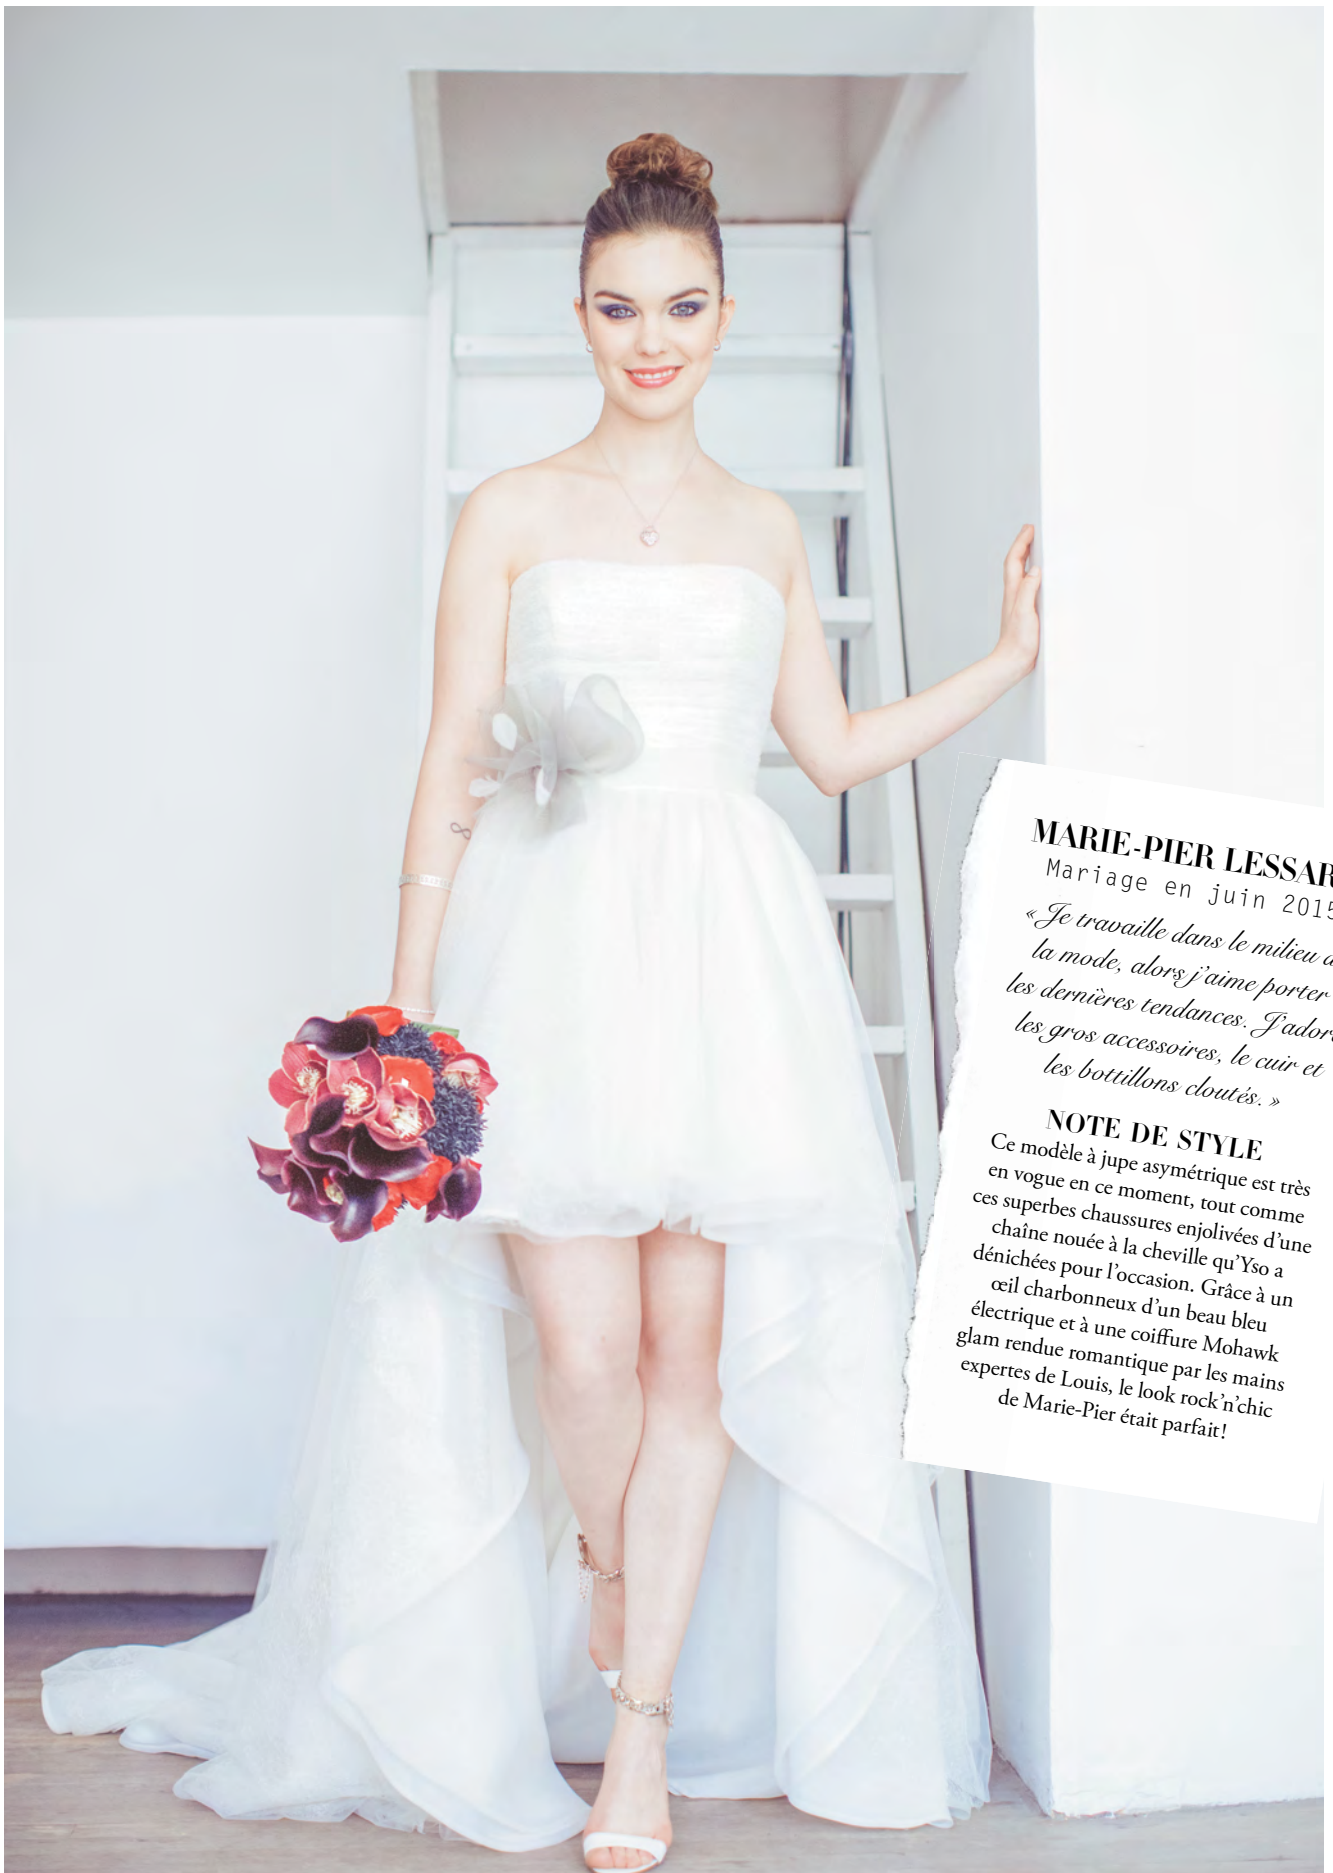 MARIE-PIER LESSAR
Mariage en juin 2015
« Je travaille dans le milieu d
la mode, alors j’aime porter
les dernières tendances. J’ador
les gros accessoires, le cuir et
les bottillons cloutés. »
NOTE DE STYLE
Ce modèle à jupe asymétrique est très
en vogue en ce moment, tout comme
ces superbes chaussures enjolivées d’une
chaîne nouée à la cheville qu’Yso a
dénichées pour l’occasion. Grâce à un
œil charbonneux d’un beau bleu
électrique et à une coiffure Mohawk
glam rendue romantique par les mains
expertes de Louis, le look rock’n’chic
de Marie-Pier était parfait!